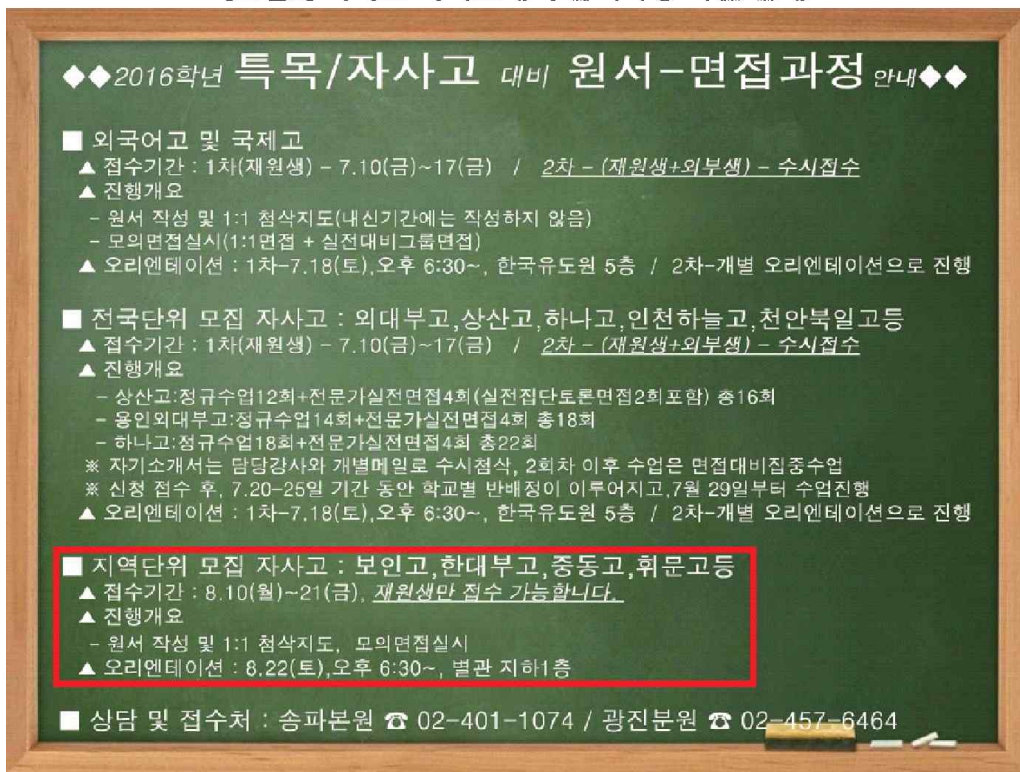 ◆◆2016학년 특목/자사고 대비 원서-면접과정 안내◆◆
■ 외국어고 및 국제고
▲ 접수기간 : 1차(재원생) - 7.10(금)~17(금) / 2차 - (재원생+외부생) - 수시접수
▲ 진행개요
- 원서 작성 및 1:1 첨삭지도(내신기간에는 작성하지 않음)
- 모의면접실시(1:1면접 + 실전대비그룹면접)
▲ 오리엔테이션 : 1차-7.18(토),오후 6:30~, 한국유도원 5층 / 2차-개별 오리엔테이션으로 진행
■ 전국단위 모집 자사고 : 외대부고,상산고,하나고,인천하늘고,천안북일고등
▲ 접수기간 : 1차(재원생) - 7.10(금)~17(금) / 2차 - (재원생+외부생) - 수시접수
▲ 진행개요
- 상산고:정규수업12회+전문가실전면접4회(실전집단토론면접2회포함) 총16회
- 용인외대부고:정규수업14회+전문가실전면접4회 총18회
- 하나고:정규수업18회+전문가실전면접4회 총22회
※ 자기소개서는 담당강사와 개별메일로 수시첨삭, 2회차 이후 수업은 면접대비집중수업
※ 신청 접수 후, 7.20-25일 기간 동안 학교별 반배정이 이루어지고,7월 29일부터 수업진행
▲ 오리엔테이션 : 1차-7.18(토),오후 6:30~, 한국유도원 5층 / 2차-개별 오리엔테이션으로 진행
■ 지역단위 모집 자사고 : 보인고,한대부고,중동고,휘문고등
▲ 접수기간 : 8.10(월)~21(금), 재원생만 접수 가능합니다.
▲ 진행개요
- 원서 작성 및 1:1 첨삭지도, 모의면접실시
▲ 오리엔테이션 : 8.22(토),오후 6:30~, 별관 지하1층
■ 상담 및 접수처 : 송파본원 ☎ 02-401-1074 / 광진분원 ☎ 02-457-6464